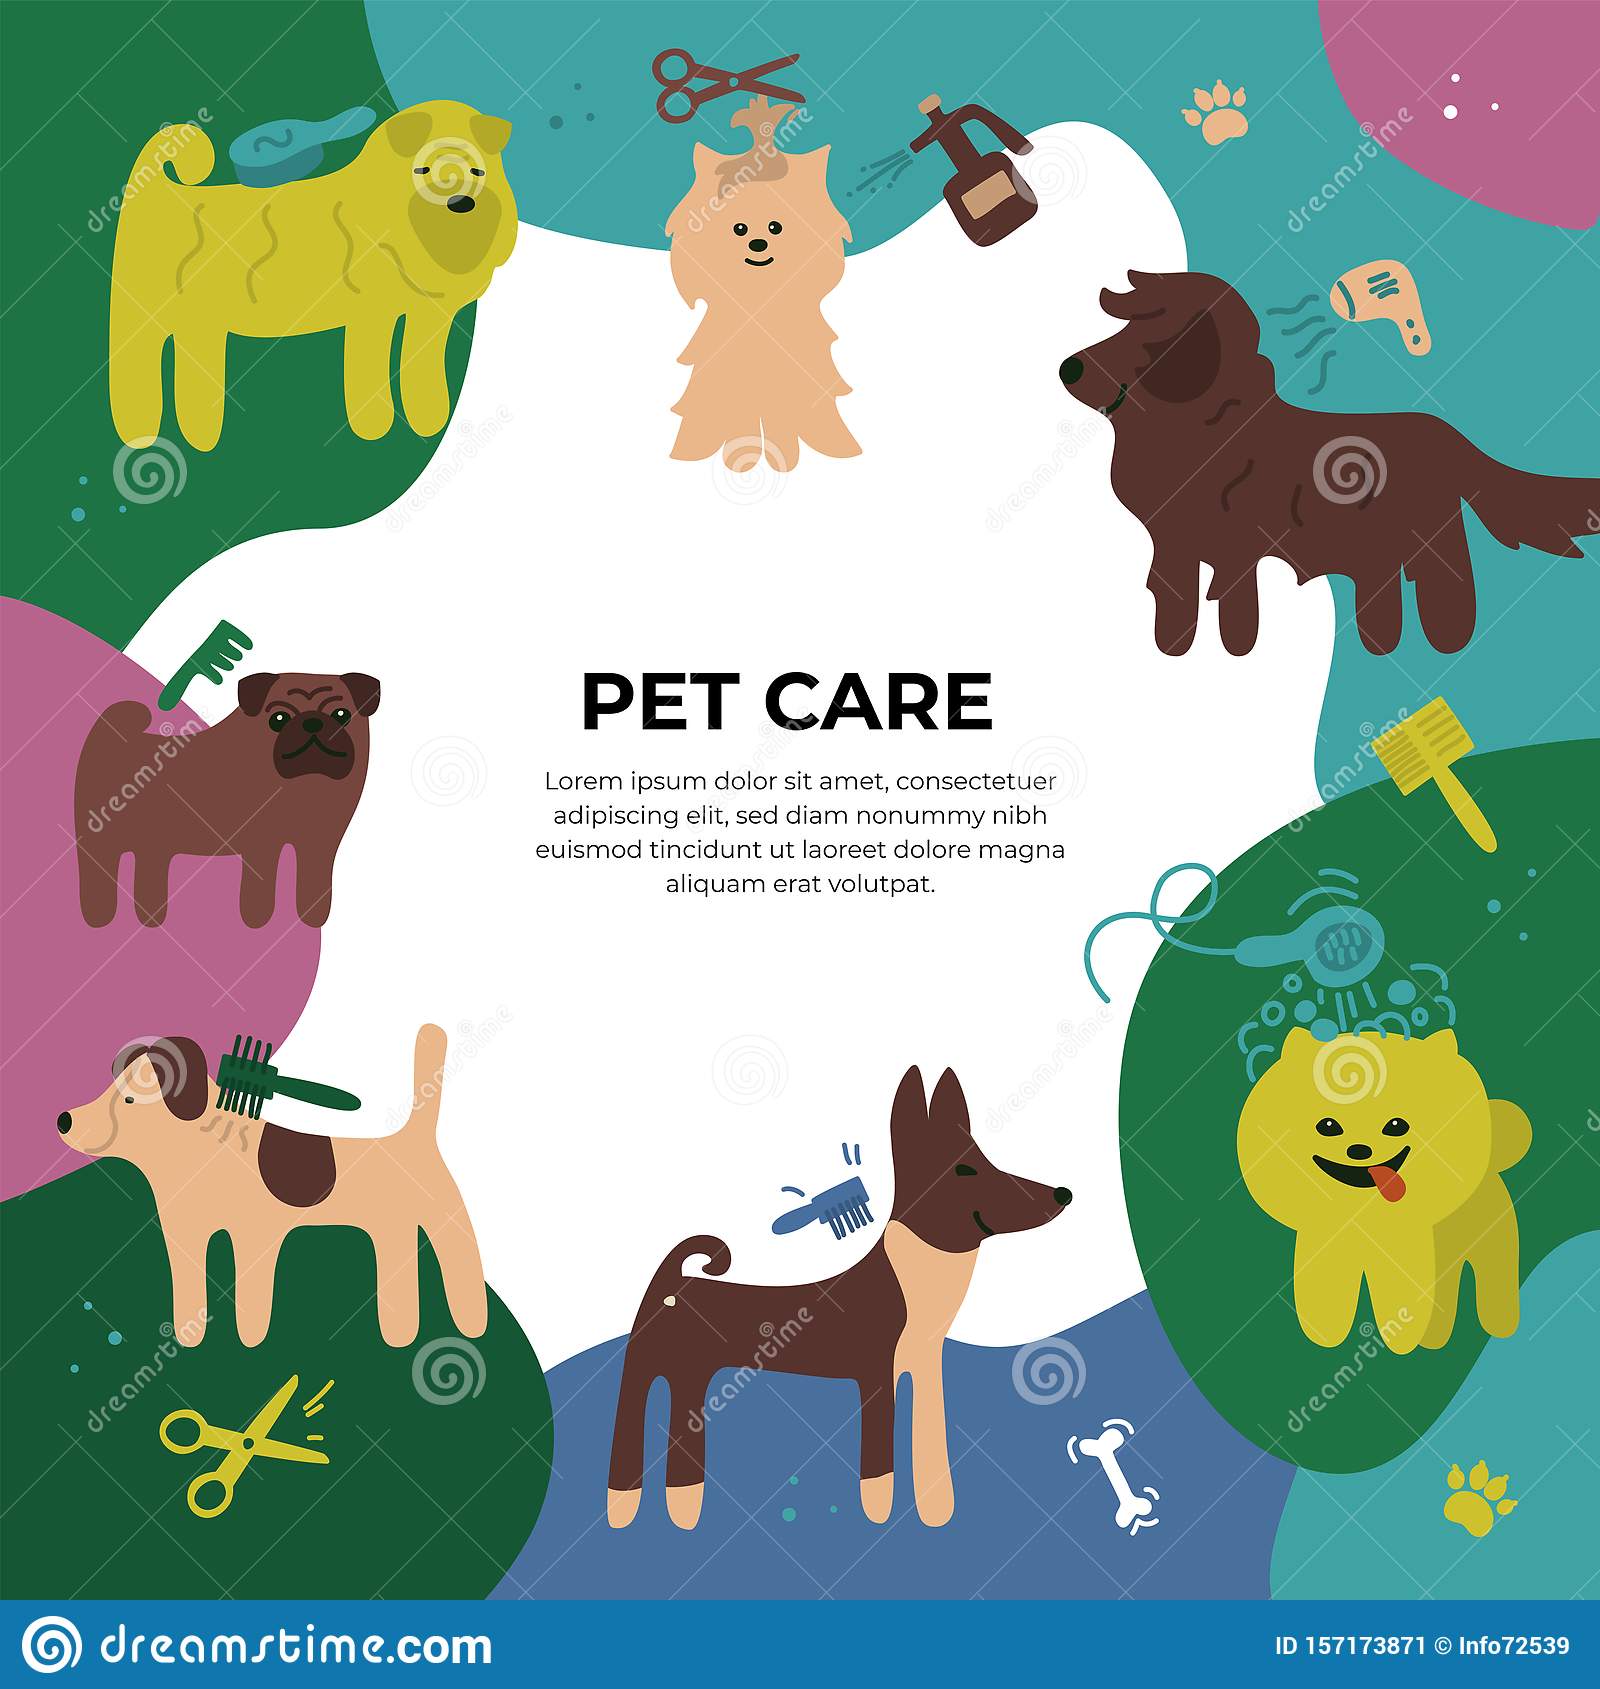 PET CARE
Lorem ipsum dolor sit amet, consectetuer
adipiscing elit, sed diam nonummy nibh
euismod tincidunt ut laoreet dolore magna
aliquam erat volutpat.
dreamstime.com
ID 157173871 © Info72539